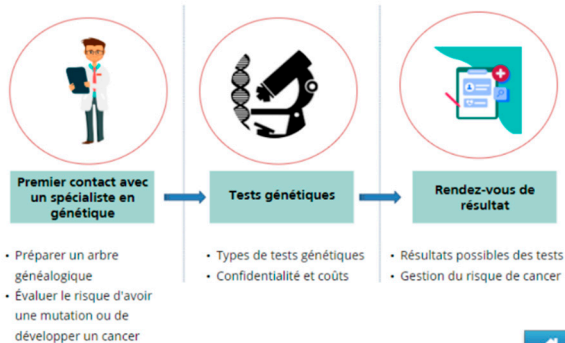 Premier contact avec
un spécialiste en
génétique
Tests génétiques
Rendez-vous de
résultat
• Préparer un arbre
généalogique
• Évaluer le risque d'avoir
une mutation ou de
développer un cancer
• Types de tests génétiques
• Confidentialité et coûts
• Résultats possibles des tests
• Gestion du risque de cancer